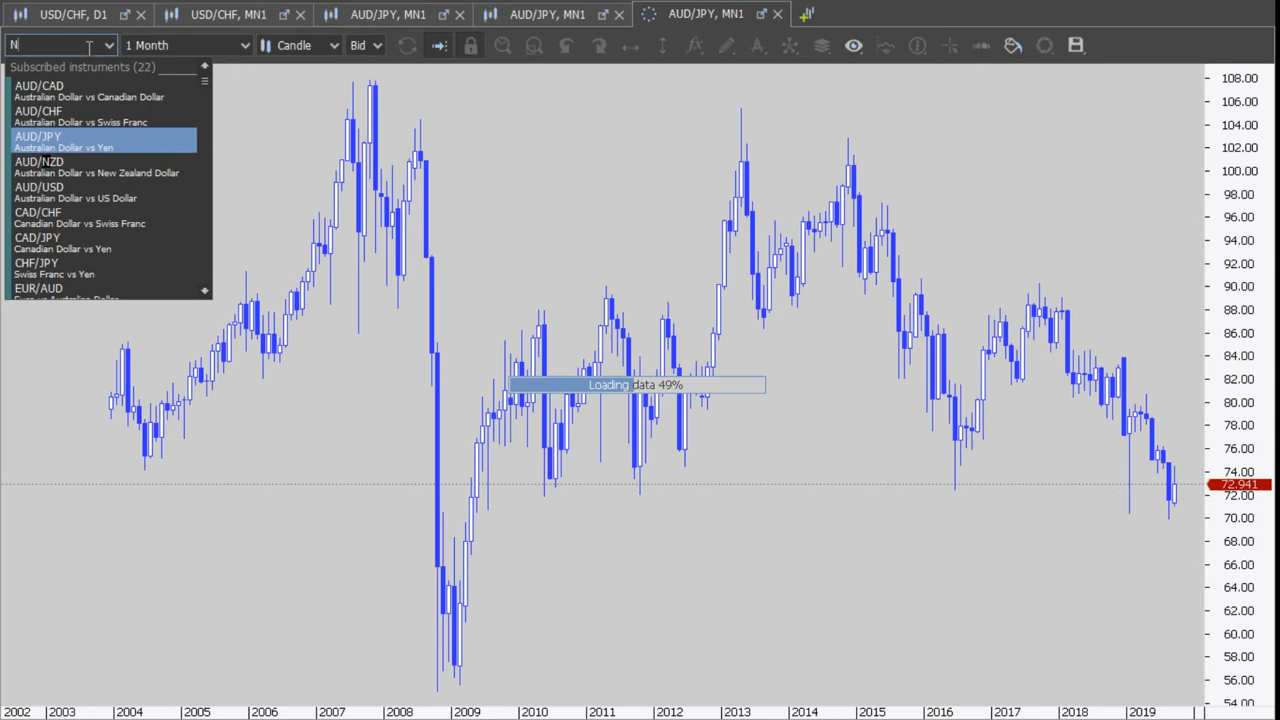 USD/CHF, D1
USD/CHF, MN1
AUD/JPY, MN1
AUD/JPY, MN1
AUD/JPY, MN1
N
1 Month
Candle
Bid
Subscribed instruments (22)
AUD/CAD
Australian Dollar vs Canadian Dollar
AUD/CHF
Australian Dollar vs Swiss Franc
AUD/JPY
Australian Dollar vs Yen
AUD/NZD
Australian Dollar vs New Zealand Dollar
AUD/USD
Australian Dollar vs US Dollar
CAD/CHF
Canadian Dollar vs Swiss Franc
CAD/JPY
Canadian Dollar vs Yen
CHF/JPY
Swiss Franc vs Yen
EUR/AUD
Loading data 49%
108.00
106.00
104.00
102.00
100.00
98.00
96.00
94.00
92.00
90.00
88.00
86.00
84.00
82.00
80.00
78.00
76.00
74.00
72.941
72.00
70.00
68.00
66.00
64.00
62.00
60.00
58.00
56.00
54.00
2002 2003 2004 2005 2006 2007 2008 2009 2010 2011 2012 2013 2014 2015 2016 2017 2018 2019